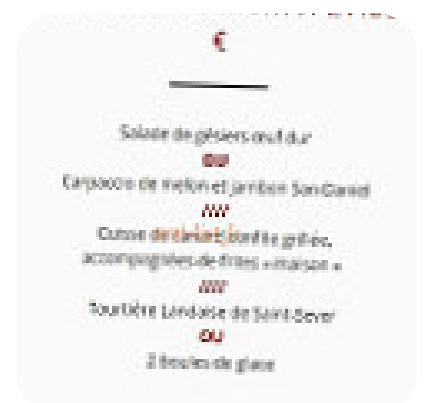 €
Salade de gésiers œuf dur
OU
Carpaccio de melon et jambon San Daniel
////
Cuisse de canard confite grillée,
accompagnées de frites «maison»
////
Tourtière Landaise de Saint-Sever
OU
2 boules de glace